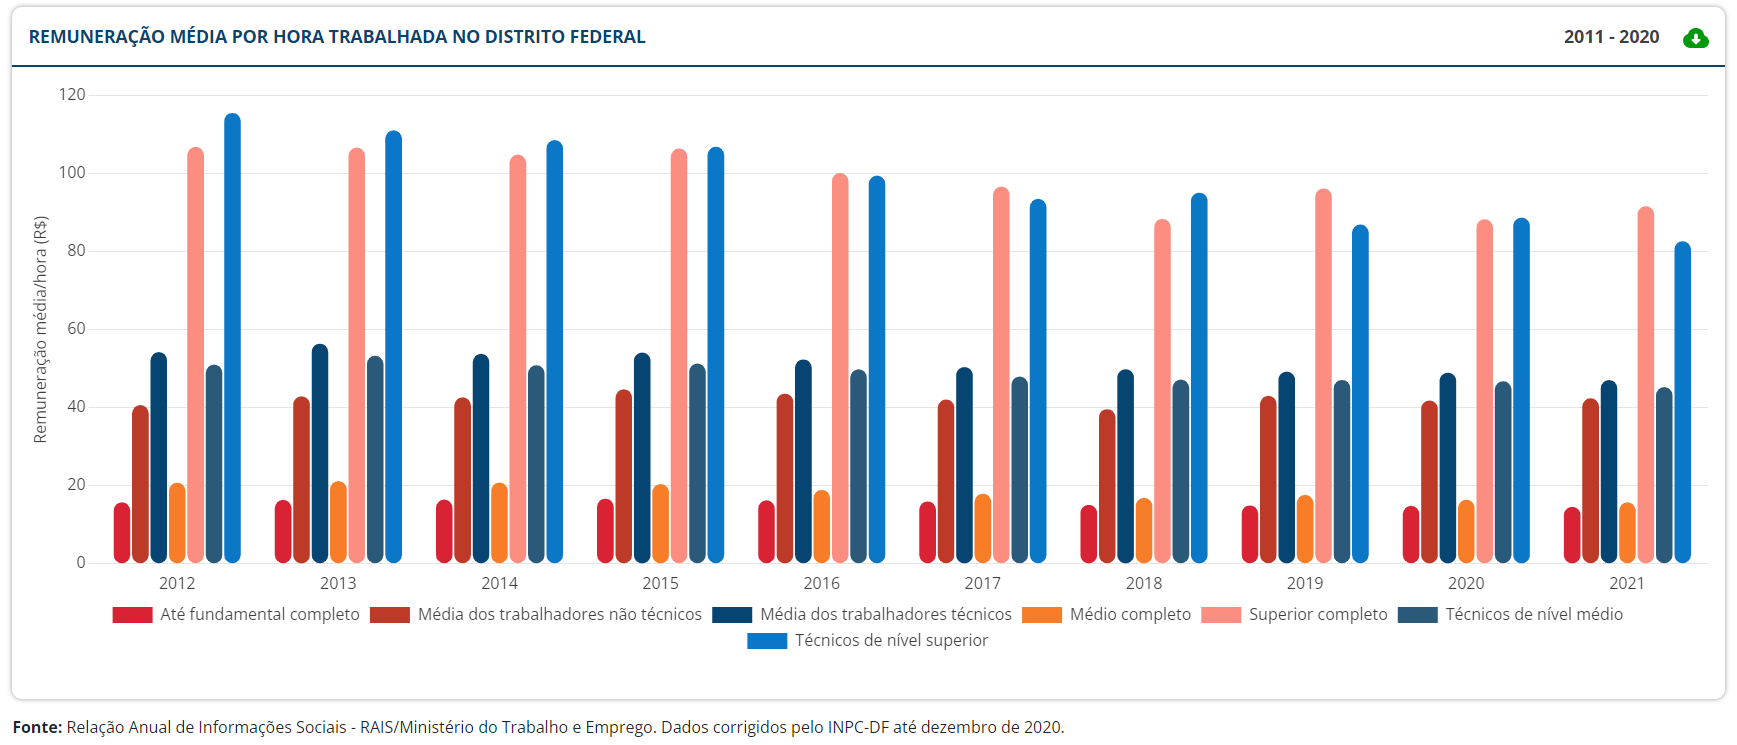 REMUNERAÇÃO MÉDIA POR HORA TRABALHADA NO DISTRITO FEDERAL
2011 - 2020
Remuneração média/hora (R$)
120
100
80
60
40
20
0
2012 2013 2014 2015 2016 2017 2018 2019 2020 2021
Até fundamental completo Média dos trabalhadores não técnicos Média dos trabalhadores técnicos Médio completo Superior completo Técnicos de nível médio
Técnicos de nível superior
Fonte: Relação Anual de Informações Sociais - RAIS/Ministério do Trabalho e Emprego. Dados corrigidos pelo INPC-DF até dezembro de 2020.